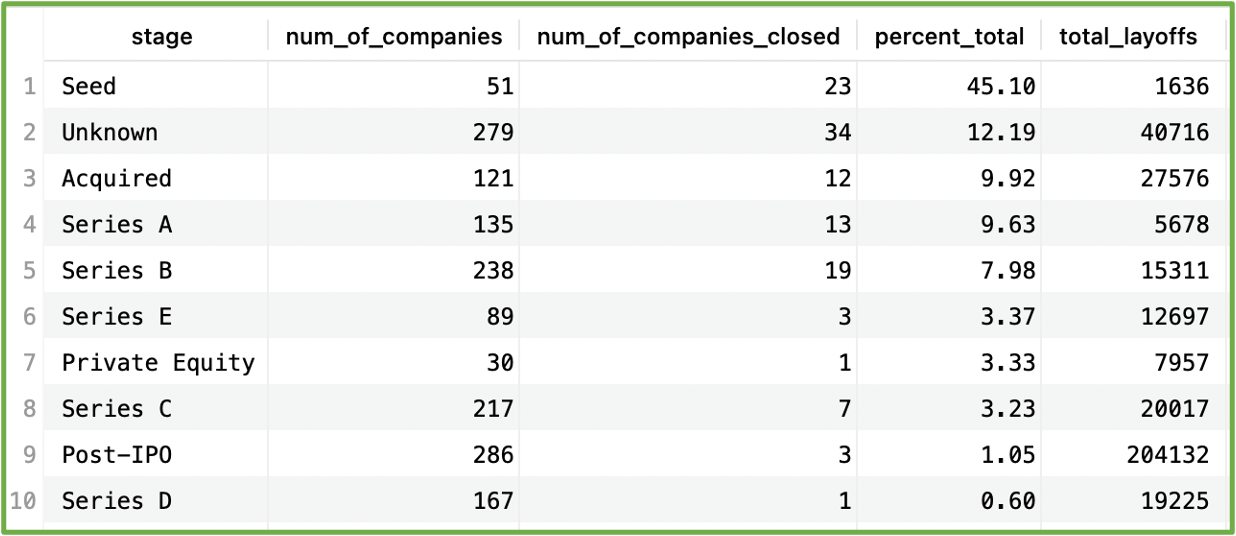 stage num_of_companies num_of_companies_closed percent_total total_layoffs
1 Seed 51 23 45.10 1636
2 Unknown 279 34 12.19 40716
3 Acquired 121 12 9.92 27576
4 Series A 135 13 9.63 5678
5 Series B 238 19 7.98 15311
6 Series E 89 3 3.37 12697
7 Private Equity 30 1 3.33 7957
8 Series C 217 7 3.23 20017
9 Post-IPO 286 3 1.05 204132
10 Series D 167 1 0.60 19225